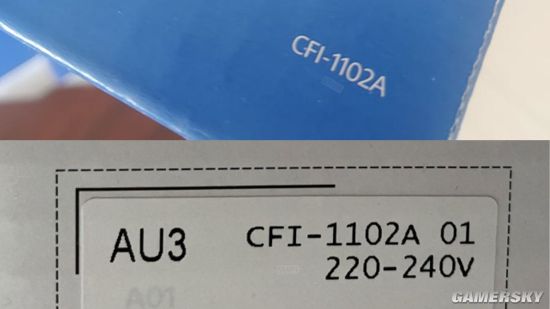 CFI-1102A
AU3
CFI-1102A 01
220-240V
A01
GAMERSKY